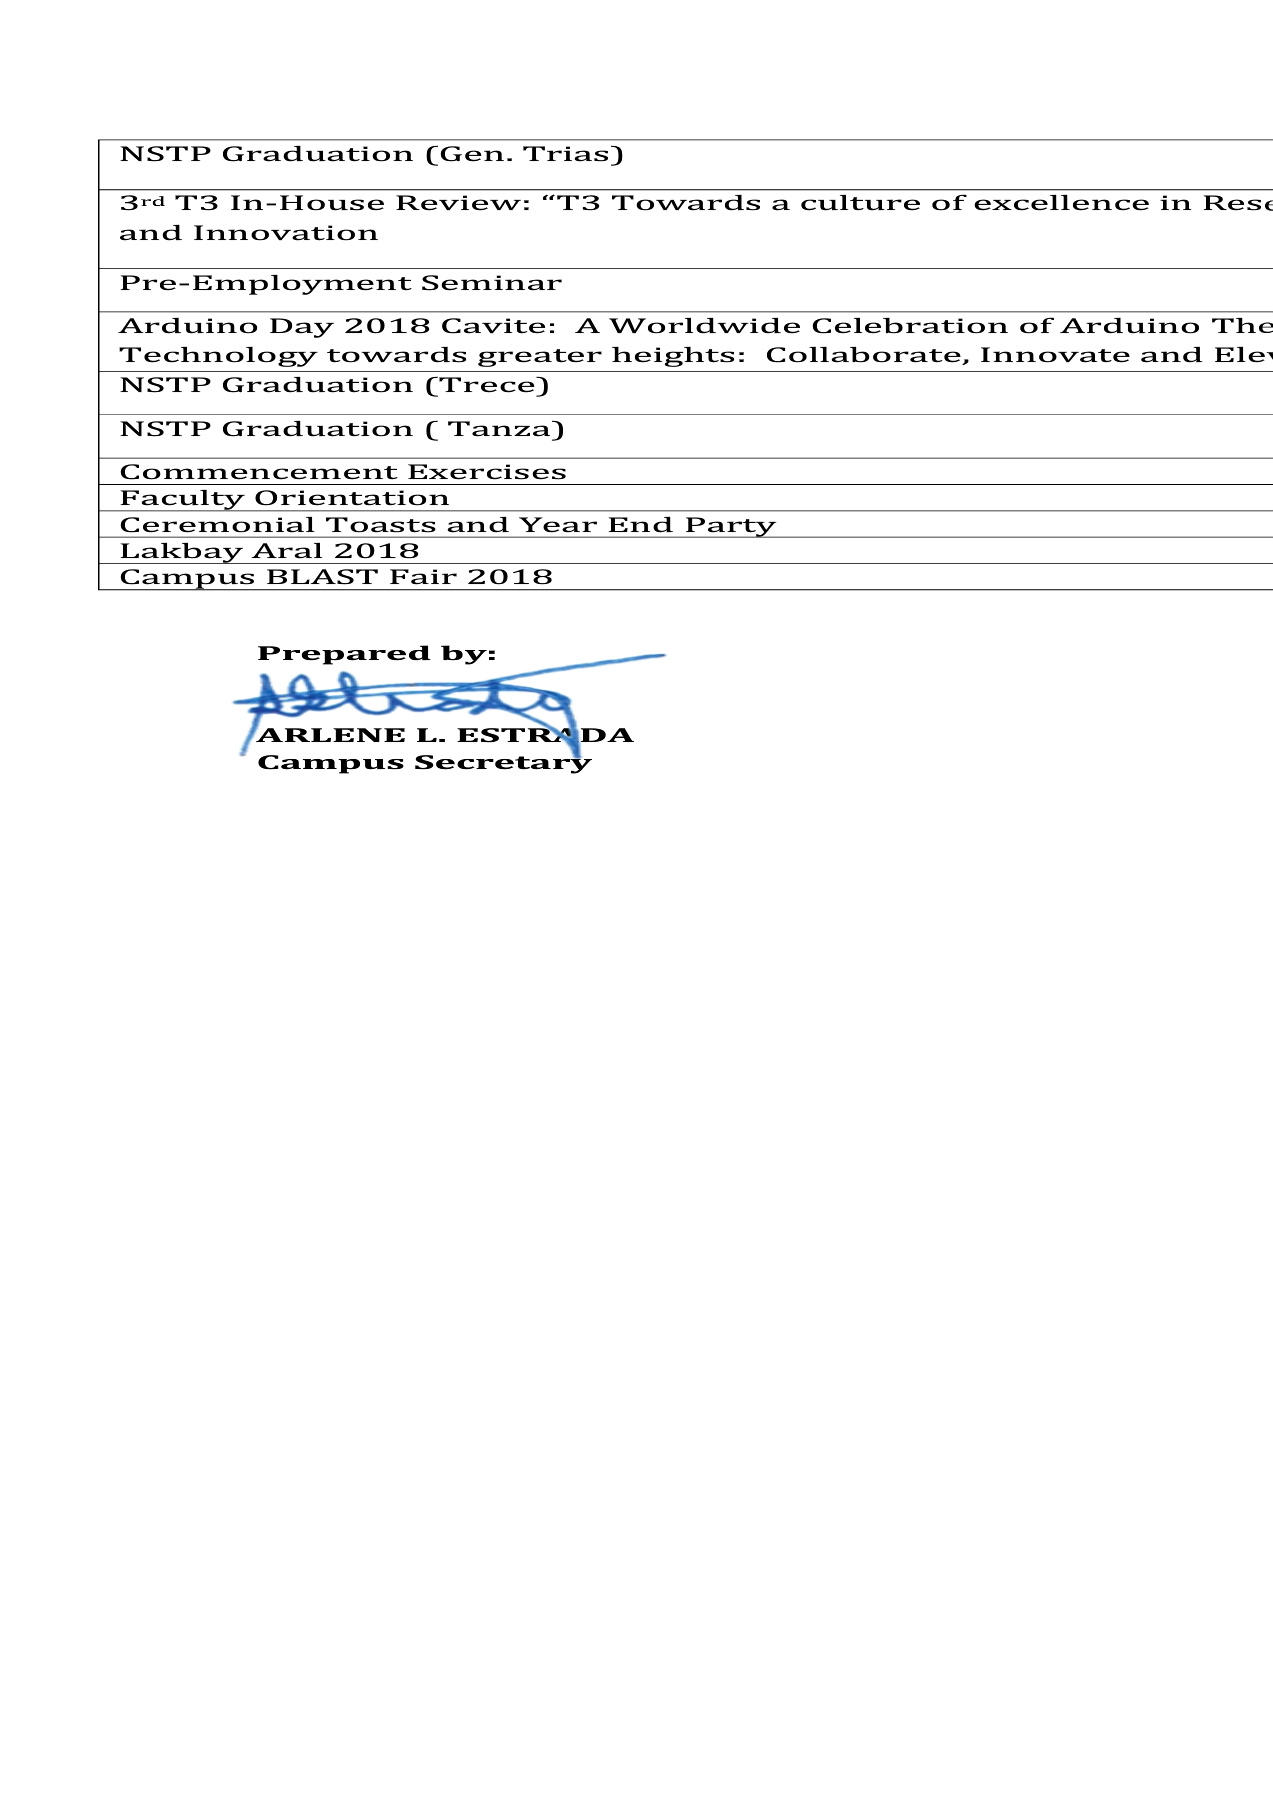 NSTP Graduation (Gen. Trias)
3rd T3 In-House Review: “T3 Towards a culture of excellence in Rese
and Innovation
Pre-Employment Seminar
Arduino Day 2018 Cavite:  A Worldwide Celebration of Arduino The
Technology towards greater heights:  Collaborate, Innovate and Elev
NSTP Graduation (Trece)
NSTP Graduation ( Tanza)
Commencement Exercises
Faculty Orientation
Ceremonial Toasts and Year End Party
Lakbay Aral 2018
Campus BLAST Fair 2018
Prepared by:
ARLENE L. ESTRADA
Campus Secretary